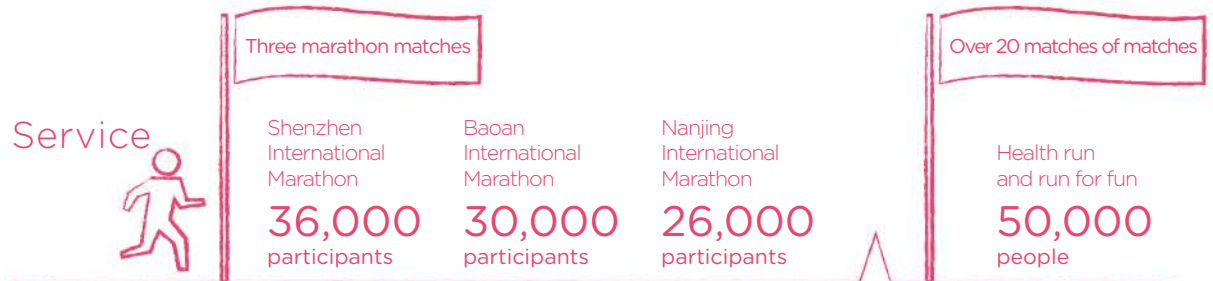 Three marathon matches
Over 20 matches of matches
Service
Shenzhen
International
Marathon
36,000
participants
Baoan
International
Marathon
30,000
participants
Nanjing
International
Marathon
26,000
participants
Health run
and run for fun
50,000
people